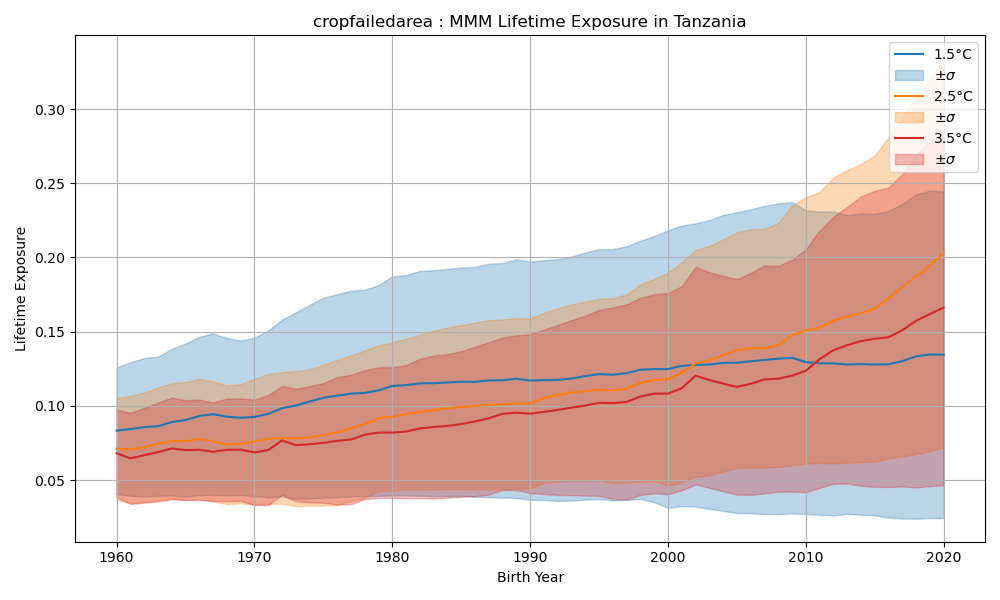 cropfailedarea : MMM Lifetime Exposure in Tanzania
1.5°C
±σ
2.5°C
±σ
3.5°C
±σ
Lifetime Exposure
0.30
0.25
0.20
0.15
0.10
0.05
1960 1970 1980 1990 2000 2010 2020
Birth Year